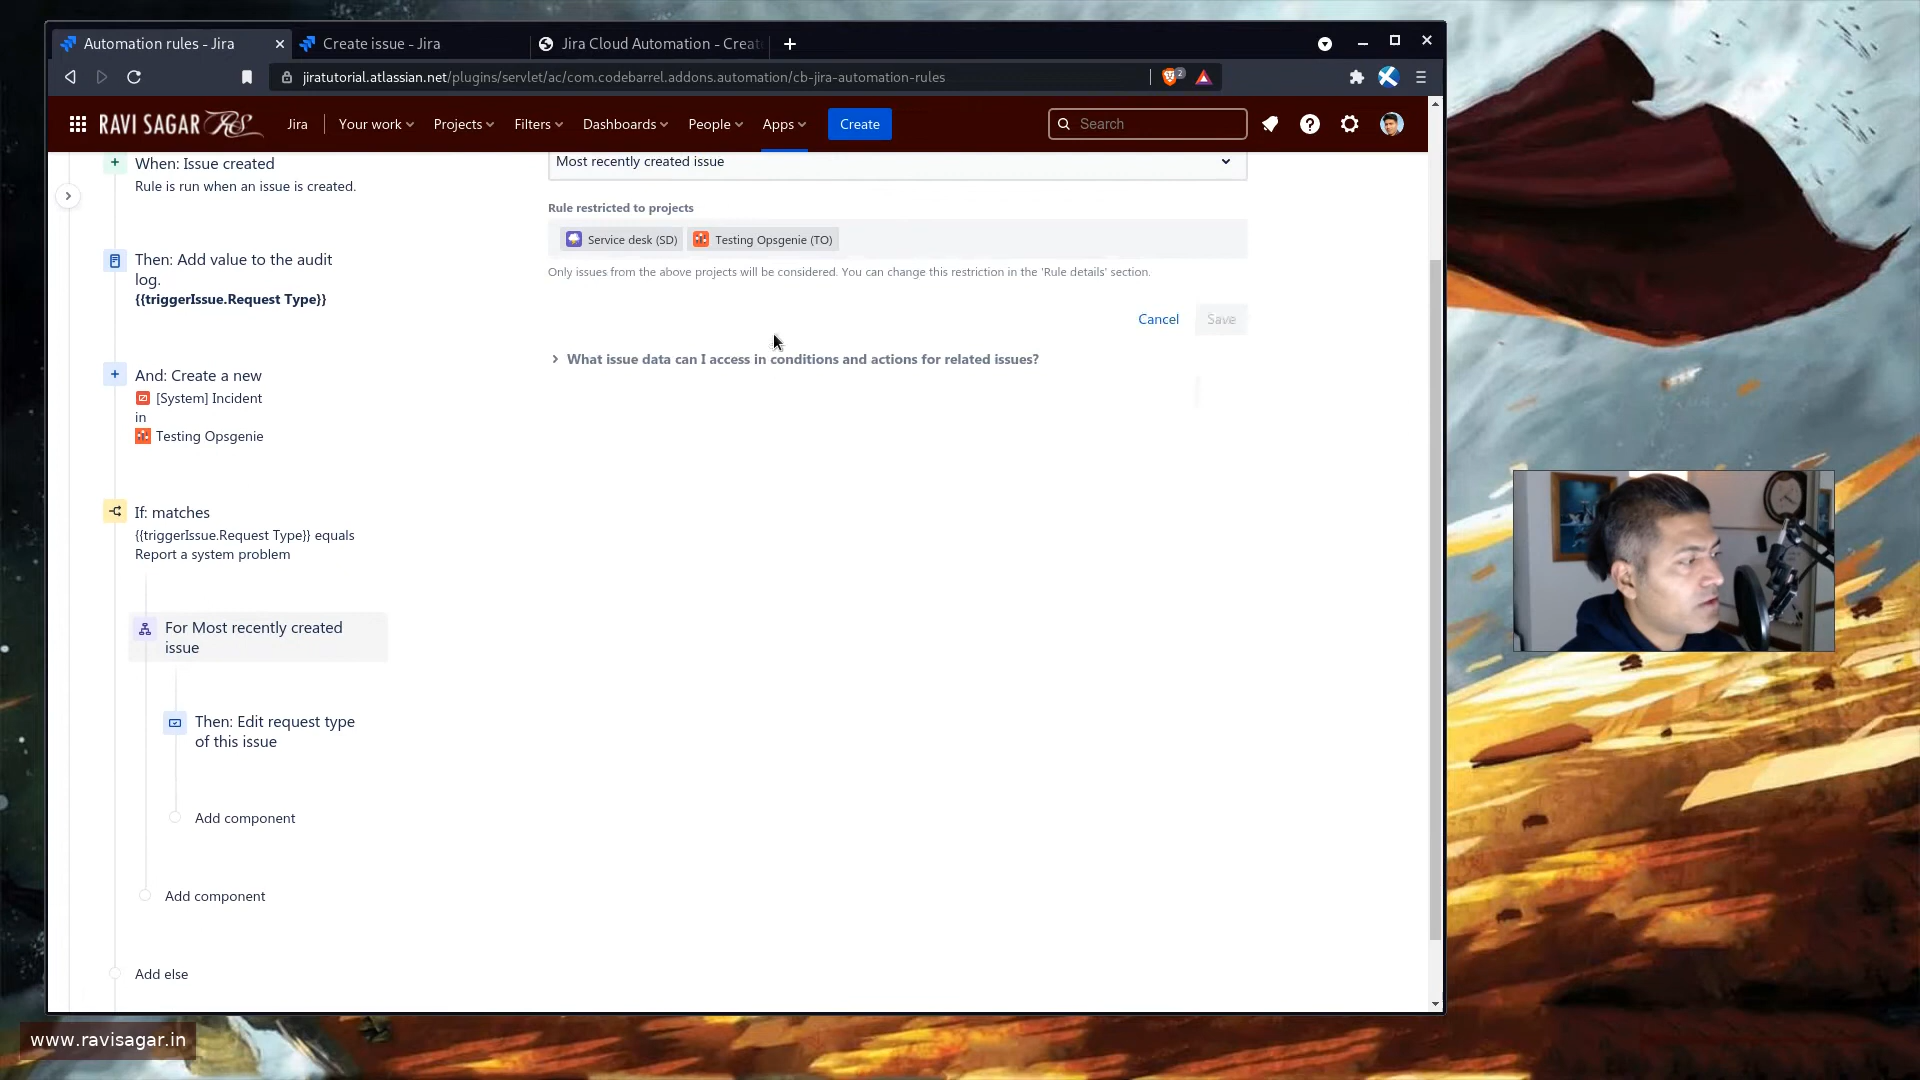 Automation rules - Jira
Create issue - Jira
Jira Cloud Automation - Creat
jiratutorial.atlassian.net/plugins/servlet/ac/com.codebarrel.addons.automation/cb-jira-automation-rules
2
RAVI SAGAR RS
Jira
Your work
Projects
Filters
Dashboards
People
Apps
Create
Search
When: Issue created
Rule is run when an issue is created.
Then: Add value to the audit
log.
{{triggerIssue.Request Type}}
And: Create a new
[System] Incident
in
Testing Opsgenie
If: matches
{{triggerIssue.Request Type}} equals
Report a system problem
For Most recently created
issue
Then: Edit request type
of this issue
Add component
Add component
Add else
Most recently created issue
Rule restricted to projects
Service desk (SD)
Testing Opsgenie (TO)
Only issues from the above projects will be considered. You can change this restriction in the 'Rule details' section.
Cancel
Save
What issue data can I access in conditions and actions for related issues?
www.ravisagar.in